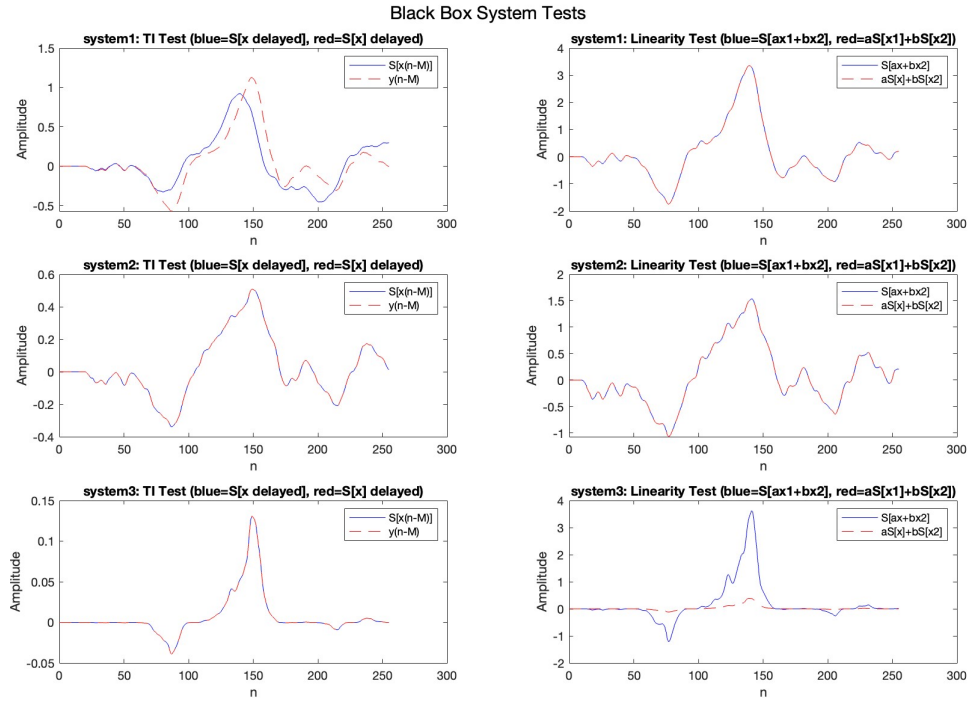 Black Box System Tests
system1: TI Test (blue=S[x delayed], red=S[x] delayed)
1.5
1
0.5
0
-0.5
Amplitude
S[x(n-M)]
y(n-M)
0 50 100 150 200 250 300
n
system1: Linearity Test (blue=S[ax1+bx2], red=aS[x1]+bS[x2])
4
3
2
1
0
-1
-2
Amplitude
S[ax+bx2]
aS[x]+bS[x2]
0 50 100 150 200 250 300
n
system2: TI Test (blue=S[x delayed], red=S[x] delayed)
0.6
0.4
0.2
0
-0.2
-0.4
Amplitude
S[x(n-M)]
y(n-M)
0 50 100 150 200 250 300
n
system2: Linearity Test (blue=S[ax1+bx2], red=aS[x1]+bS[x2])
2
1.5
1
0.5
0
-0.5
-1
Amplitude
S[ax+bx2]
aS[x]+bS[x2]
0 50 100 150 200 250 300
n
system3: TI Test (blue=S[x delayed], red=S[x] delayed)
0.15
0.1
0.05
0
-0.05
Amplitude
S[x(n-M)]
y(n-M)
0 50 100 150 200 250 300
n
system3: Linearity Test (blue=S[ax1+bx2], red=aS[x1]+bS[x2])
4
3
2
1
0
-1
-2
Amplitude
S[ax+bx2]
aS[x]+bS[x2]
0 50 100 150 200 250 300
n